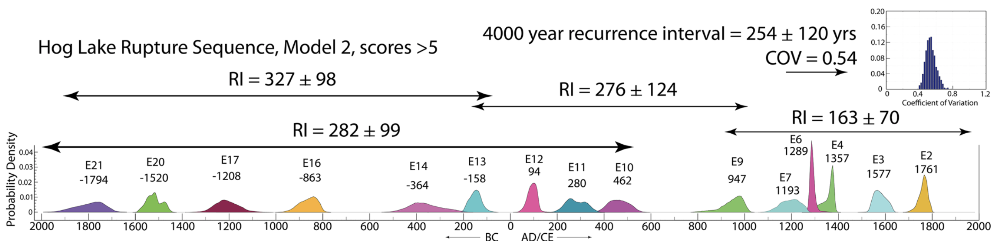 Hog Lake Rupture Sequence, Model 2, scores >5
4000 year recurrence interval = 254 ± 120 yrs
COV = 0.54
0.20
0.16
0.12
0.08
0.04
0
0 0.4 0.8 1.2
Coefficient of Variation
RI = 327 ± 98
RI = 276 ± 124
RI = 282 ± 99
RI = 163 ± 70
Probability Density
0.04
0.03
0.02
0.01
0
E21
-1794
E20
-1520
E17
-1208
E16
-863
E14
-364
E13
-158
E12
94
E11
280
E10
462
E9
947
E7
1193
E6
1289
E4
1357
E3
1577
E2
1761
2000 1800 1600 1400 1200 1000 800 600 400 200 0 200 400 600 800 1000 1200 1400 1600 1800 2000
BC AD/CE